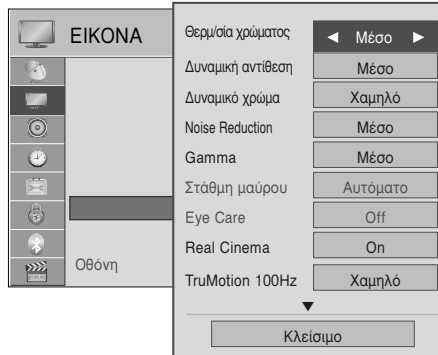 ΕΙΚΟΝΑ
Οθόνη
Θερμ/σία χρώματος ◄ Μέσο ►
Δυναμική αντίθεση Μέσο
Δυναμικό χρώμα Χαμηλό
Noise Reduction Μέσο
Gamma Μέσο
Στάθμη μαύρου Αυτόματο
Eye Care Off
Real Cinema On
TruMotion 100Hz Χαμηλό
▼
Κλείσιμο